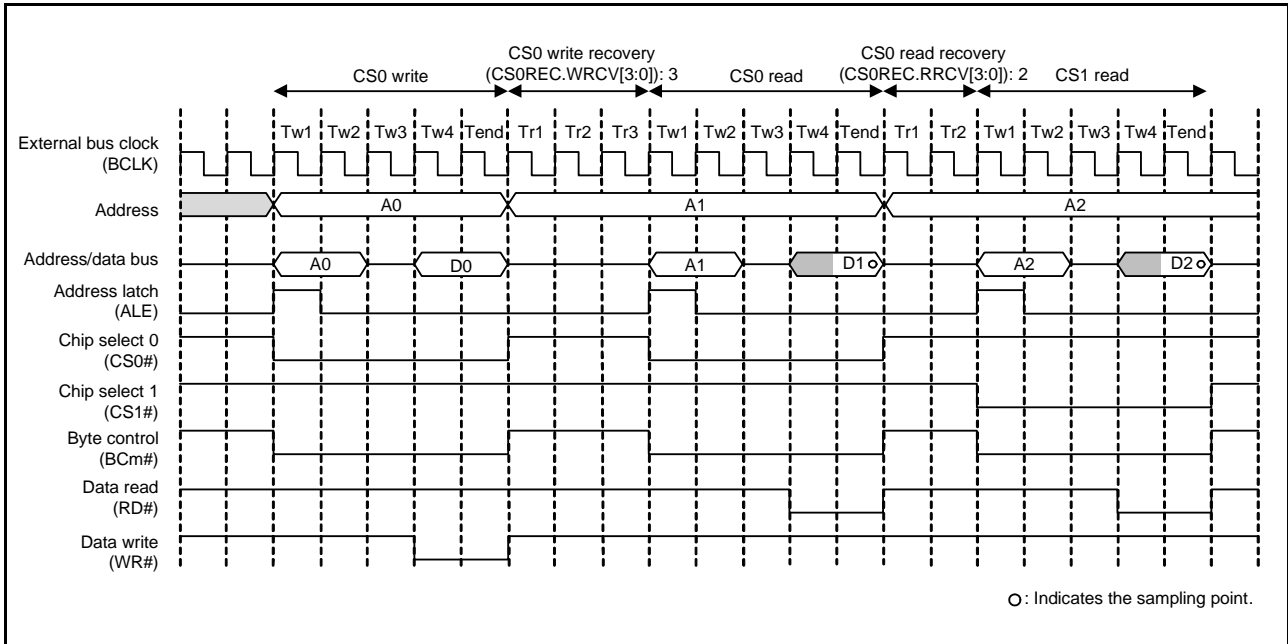 CS0 write recovery
(CS0REC.WRCV[3:0]): 3
CS0 read recovery
(CS0REC.RRCV[3:0]): 2
CS0 write
CS0 read
CS1 read
Tw1 Tw2 Tw3 Tw4 Tend Tr1 Tr2 Tr3 Tw1 Tw2 Tw3 Tw4 Tend Tr1 Tr2 Tw1 Tw2 Tw3 Tw4 Tend
External bus clock
(BCLK)
Address A0 A1 A2
Address/data bus A0 D0 A1 D1 A2 D2
Address latch
(ALE)
Chip select 0
(CS0#)
Chip select 1
(CS1#)
Byte control
(BCm#)
Data read
(RD#)
Data write
(WR#)
: Indicates the sampling point.